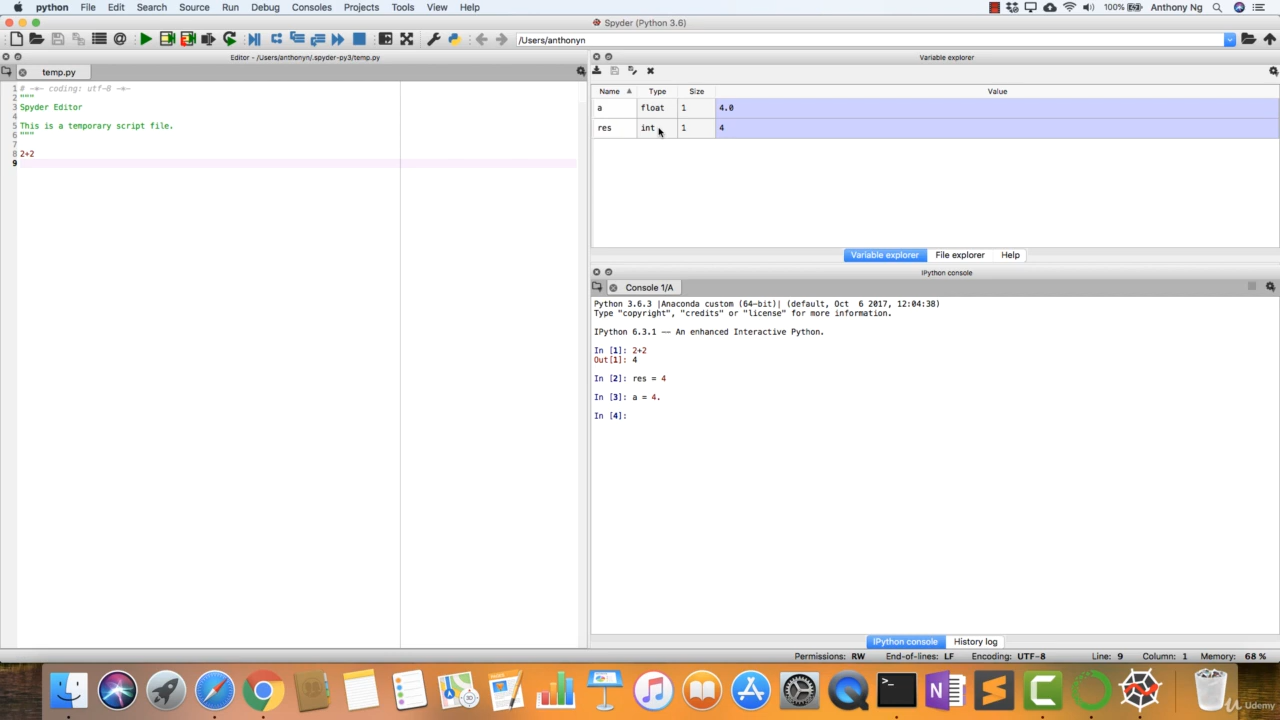 python File Edit Search Source Run Debug Consoles Projects Tools View Help 100% Anthony Ng
Spyder (Python 3.6)
/Users/anthonyn
Editor - /Users/anthonyn/.spyder-py3/temp.py
temp.py
1 # -*- coding: utf-8 -*-
2 """
3 Spyder Editor
4
5 This is a temporary script file.
6 """
7
8 2+2
9
Variable explorer
Name Type Size Value
a float 1 4.0
res int 1 4
Variable explorer File explorer Help
IPython console
Console 1/A
Python 3.6.3 |Anaconda custom (64-bit)| (default, Oct  6 2017, 12:04:38)
Type "copyright", "credits" or "license" for more information.
IPython 6.3.1 -- An enhanced Interactive Python.
In [1]: 2+2
Out[1]: 4
In [2]: res = 4
In [3]: a = 4.
In [4]:
IPython console History log
Permissions: RW End-of-lines: LF Encoding: UTF-8 Line: 9 Column: 1 Memory: 68 %
Udemy